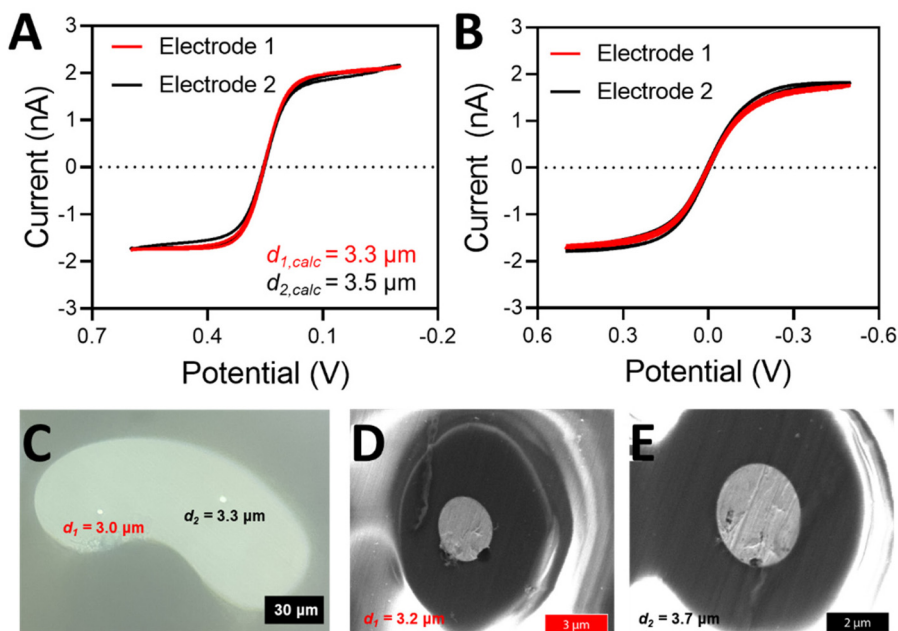 A
Current (nA)
3
2
1
0
-1
-2
-3
Electrode 1
Electrode 2
d1,calc = 3.3 µm
d2,calc = 3.5 µm
0.7 0.4 0.1 -0.2
Potential (V)
B
Current (nA)
3
2
1
0
-1
-2
-3
Electrode 1
Electrode 2
0.6 0.3 0.0 -0.3 -0.6
Potential (V)
C
d1 = 3.0 µm
d2 = 3.3 µm
30 µm
D
d1 = 3.2 µm
3 µm
E
d2 = 3.7 µm
2 µm